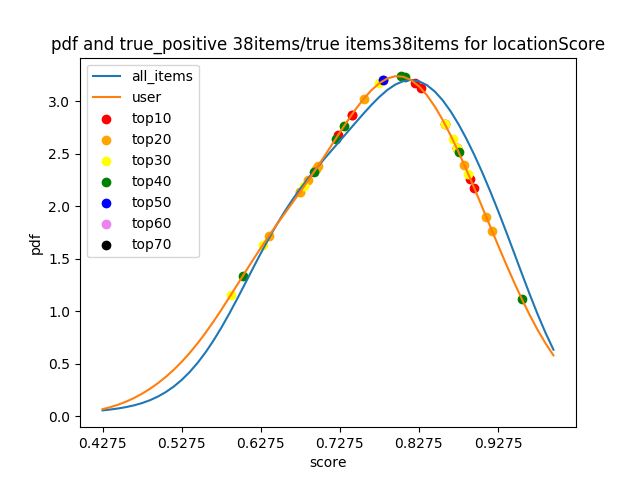 pdf and true_positive 38items/true items38items for locationScore
all_items
user
top10
top20
top30
top40
top50
top60
top70
pdf
3.0
2.5
2.0
1.5
1.0
0.5
0.0
0.4275 0.5275 0.6275 0.7275 0.8275 0.9275
score